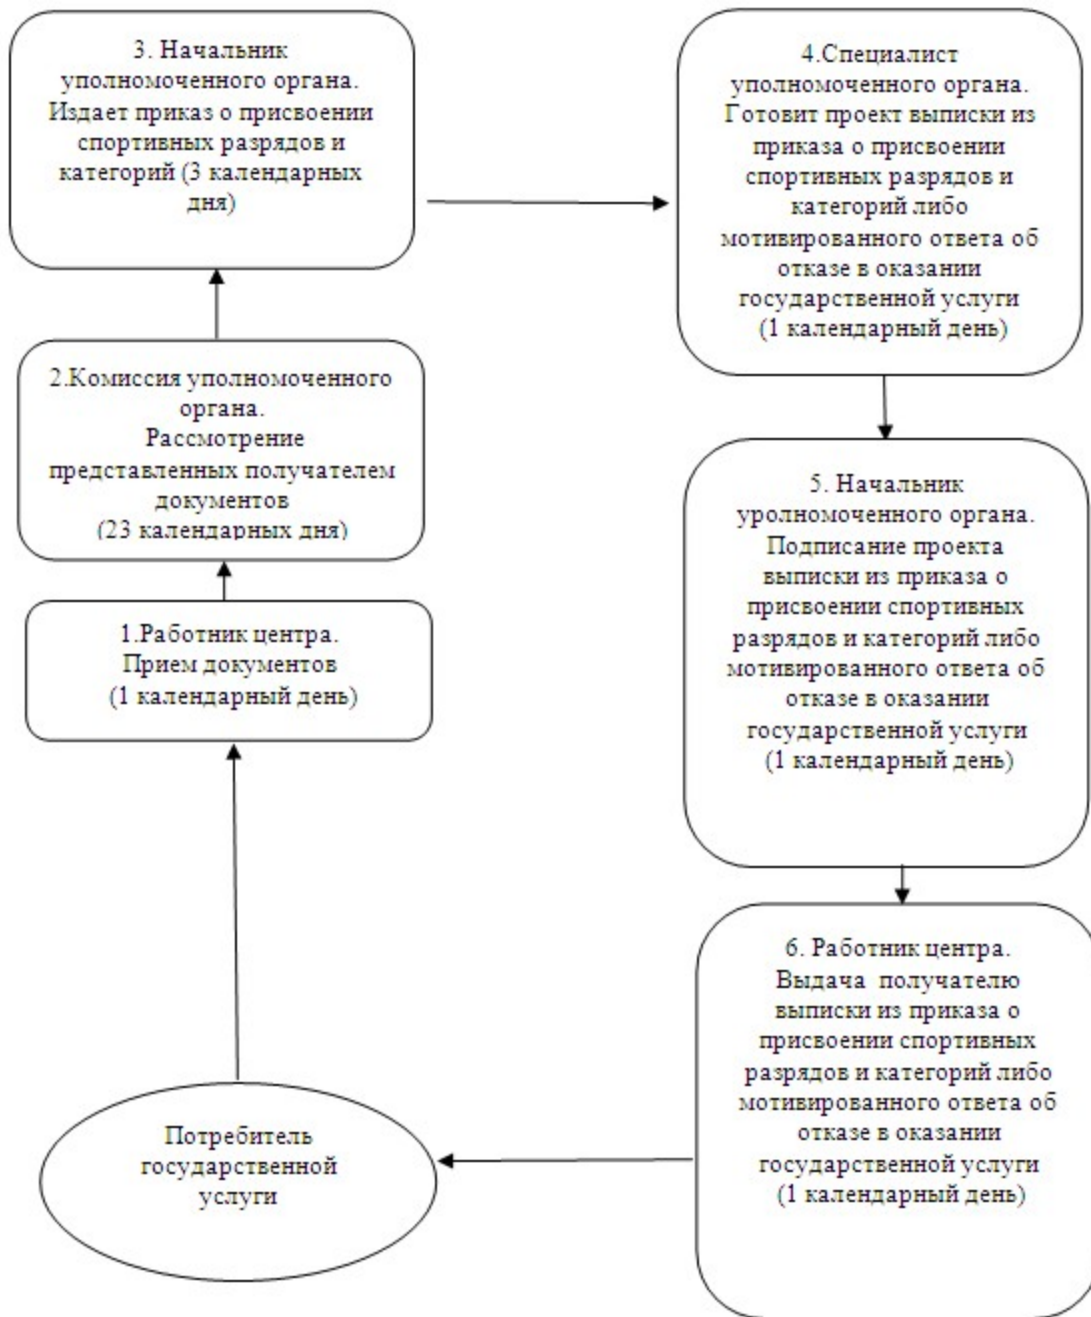 3. Начальник
уполномоченного органа.
Издает приказ о присвоении
спортивных разрядов и
категорий (3 календарных
дня)
4.Специалист
уполномоченного органа.
Готовит проект выписки из
приказа о присвоении
спортивных разрядов и
категорий либо
мотивированного ответа об
отказе в оказании
государственной услуги
(1 календарный день)
2.Комиссия уполномоченного
органа.
Рассмотрение
представленных получателем
документов
(23 календарных дня)
5. Начальник
уролномоченного органа.
Подписание проекта
выписки из приказа о
присвоении спортивных
разрядов и категорий либо
мотивированного ответа об
отказе в оказании
государственной услуги
(1 календарный день)
1.Работник центра.
Прием документов
(1 календарный день)
6. Работник центра.
Выдача получателю
выписки из приказа о
присвоении спортивных
разрядов и категорий либо
мотивированного ответа об
отказе в оказании
государственной услуги
(1 календарный день)
Потребитель
государственной
услуги